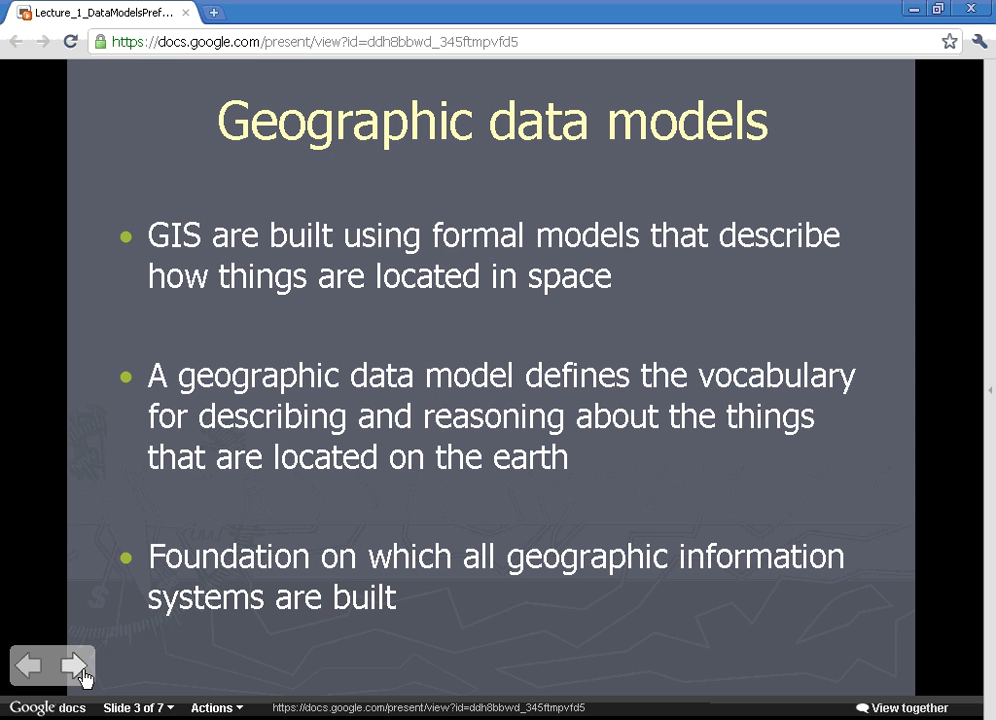 Lecture_1_DataModelsPref...
https://docs.google.com/present/view?id=ddh8bbwd_345ftmpvfd5
Geographic data models
• GIS are built using formal models that describe
how things are located in space
• A geographic data model defines the vocabulary
for describing and reasoning about the things
that are located on the earth
• Foundation on which all geographic information
systems are built
Google docs Slide 3 of 7 Actions https://docs.google.com/present/view?id=ddh8bbwd_345ftmpvfd5 View together